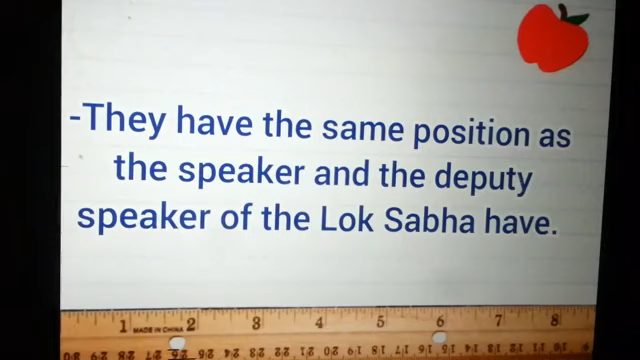 -They have the same position as
the speaker and the deputy
speaker of the Lok Sabha have.
1 MADE IN CHINA 2 3 4 5 6 7 8